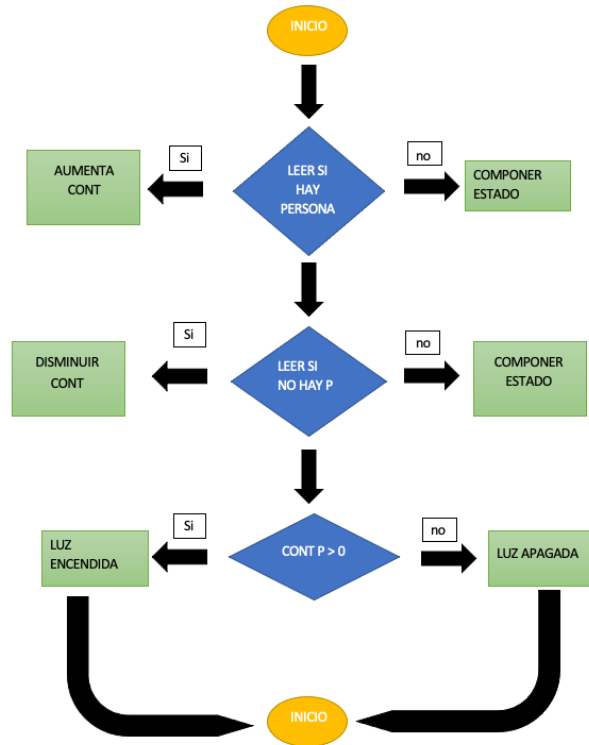 INICIO
Si
no
AUMENTA
CONT
LEER SI
HAY
PERSONA
COMPONER
ESTADO
Si
no
DISMINUIR
CONT
LEER SI
NO HAY P
COMPONER
ESTADO
Si
no
LUZ
ENCENDIDA
CONT P > 0
LUZ APAGADA
INICIO